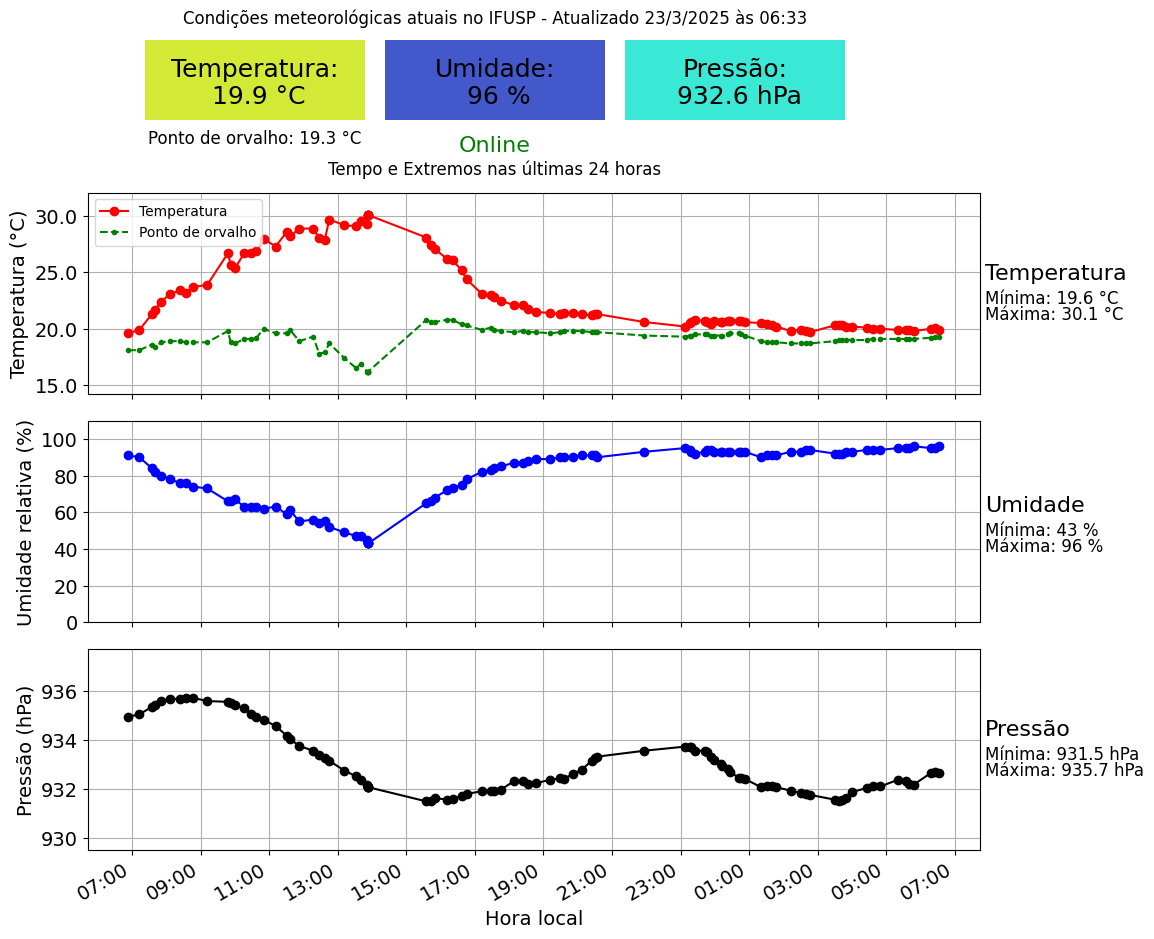 Condições meteorológicas atuais no IFUSP - Atualizado 23/3/2025 às 06:33
Temperatura:
19.9 °C
Umidade:
96 %
Pressão:
932.6 hPa
Ponto de orvalho: 19.3 °C
Online
Tempo e Extremos nas últimas 24 horas
Temperatura (°C)
30.0
25.0
20.0
15.0
Temperatura
Ponto de orvalho
Temperatura
Mínima: 19.6 °C
Máxima: 30.1 °C
Umidade relativa (%)
100
80
60
40
20
0
Umidade
Mínima: 43 %
Máxima: 96 %
Pressão (hPa)
936
934
932
930
Pressão
Mínima: 931.5 hPa
Máxima: 935.7 hPa
07:00 09:00 11:00 13:00 15:00 17:00 19:00 21:00 23:00 01:00 03:00 05:00 07:00
Hora local